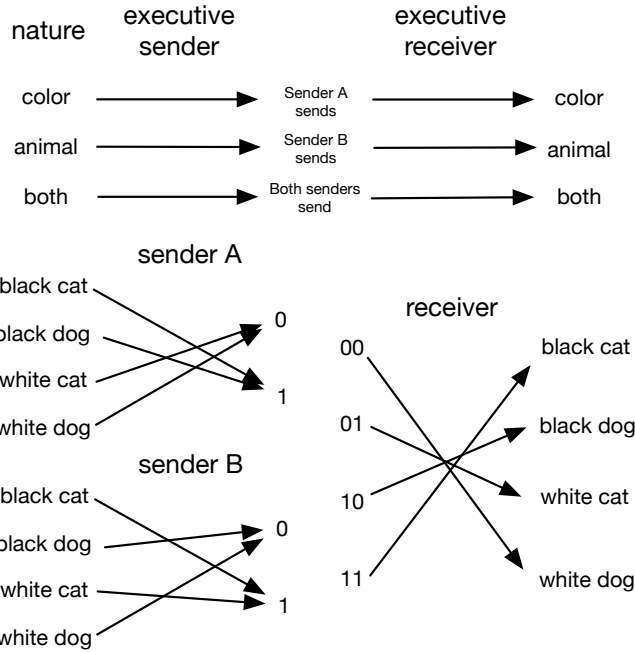 nature
executive
sender
executive
receiver
color
Sender A
sends
color
animal
Sender B
sends
animal
both
Both senders
send
both
sender A
black cat
black dog
white cat
white dog
0
1
sender B
black cat
black dog
white cat
white dog
0
1
receiver
00
01
10
11
black cat
black dog
white cat
white dog